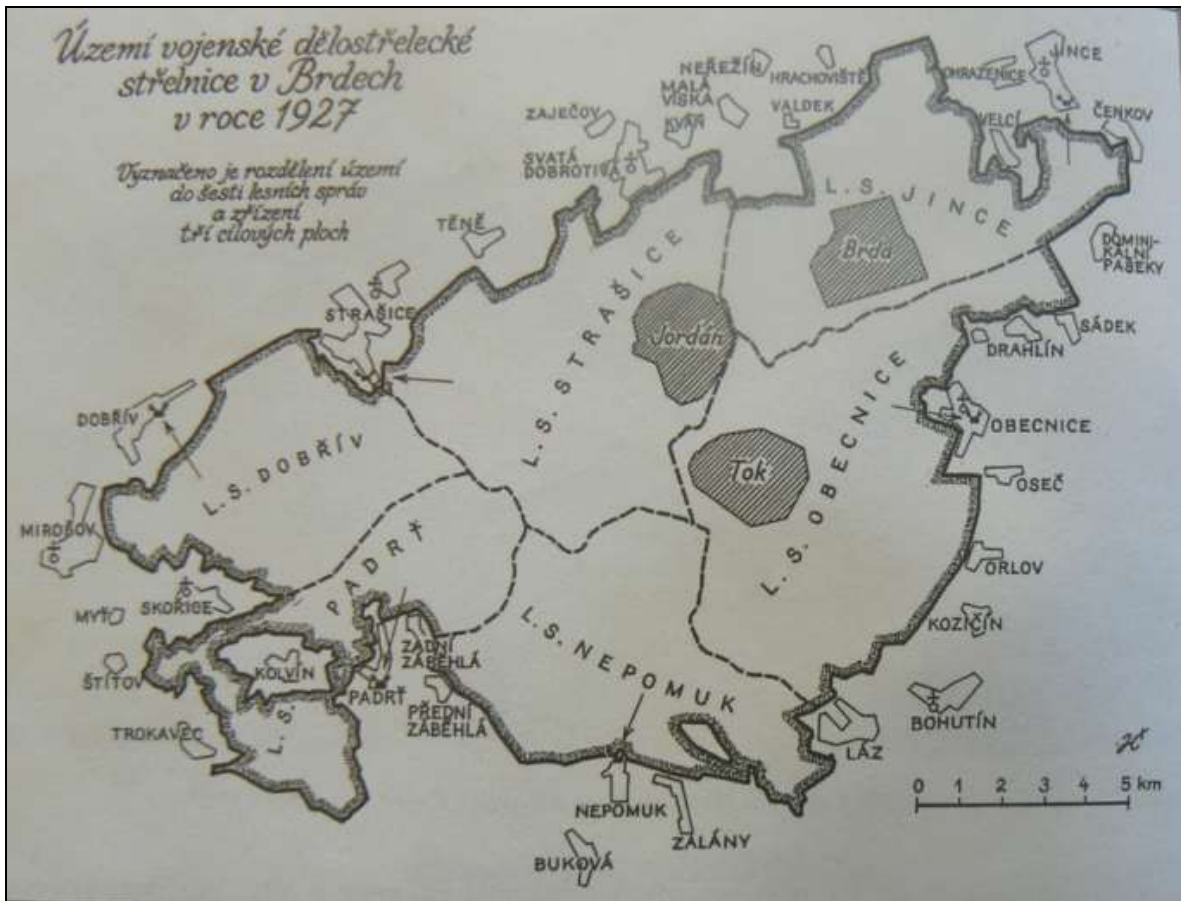 Území vojenské dělostřelecké
střelnice v Brdech
v roce 1927
Vyznačeno je rozdělení území
do šesti lesních správ
a zřízení
tří cílových ploch
JINCE
NEŘEŽÍN
HRACHOVIŠTĚ
OHRAZENICE
MALÁ
VÍSKA
VALDEK
ZAJEČOV
KVÁŇ
VELCÍ
ČENKOV
SVATÁ
DOBROTIVÁ
L. S. JINCE
TĚNĚ
Brda
DOMINI-
KÁLNÍ
PASEKY
STRAŠICE
Jordán
L. S. STRAŠICE
SÁDEK
DRAHLÍN
DOBŘÍV
OBECNICE
L. S. DOBŘÍV
Tok
L. S. OBECNICE
OSEČ
MIROŠOV
ORLOV
SKOŘICE
MYŤ
L. S. PADRŤ
KOZIČÍN
ZADNÍ
ZÁBĚHLÁ
L. S. NEPOMUK
KOLVÍN
ŠTÍTOV
PADRŤ
PŘEDNÍ
ZÁBĚHLÁ
BOHUTÍN
TROKAVEC
LÁZ
0 1 2 3 4 5 km
NEPOMUK
ZALÁNY
BUKOVÁ